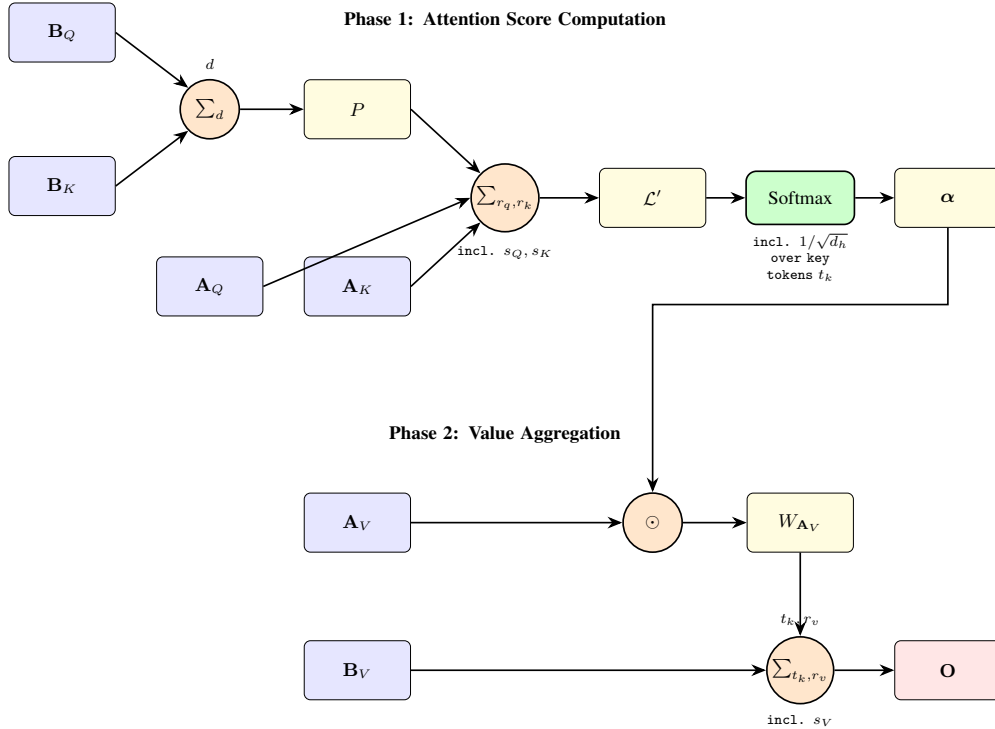 Phase 1: Attention Score Computation
B_Q
d
∑_d
P
B_K
∑_{r_q, r_k}
incl. s_Q, s_K
ℒ′
Softmax
incl. 1/√d_h
over key
tokens t_k
α
A_Q
A_K
Phase 2: Value Aggregation
A_V
⊙
W_{A_V}
t_k, r_v
B_V
∑_{t_k, r_v}
O
incl. s_V